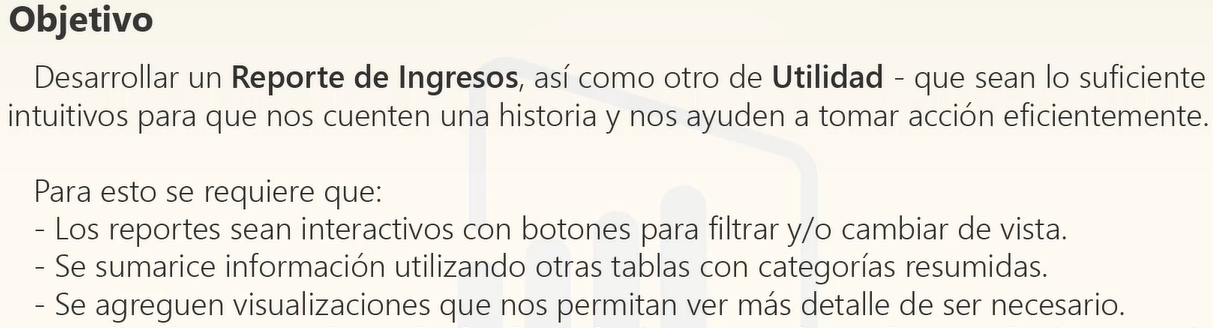 Objetivo
Desarrollar un Reporte de Ingresos, así como otro de Utilidad - que sean lo suficiente
intuitivos para que nos cuenten una historia y nos ayuden a tomar acción eficientemente.
Para esto se requiere que:
- Los reportes sean interactivos con botones para filtrar y/o cambiar de vista.
- Se sumarice información utilizando otras tablas con categorías resumidas.
- Se agreguen visualizaciones que nos permitan ver más detalle de ser necesario.